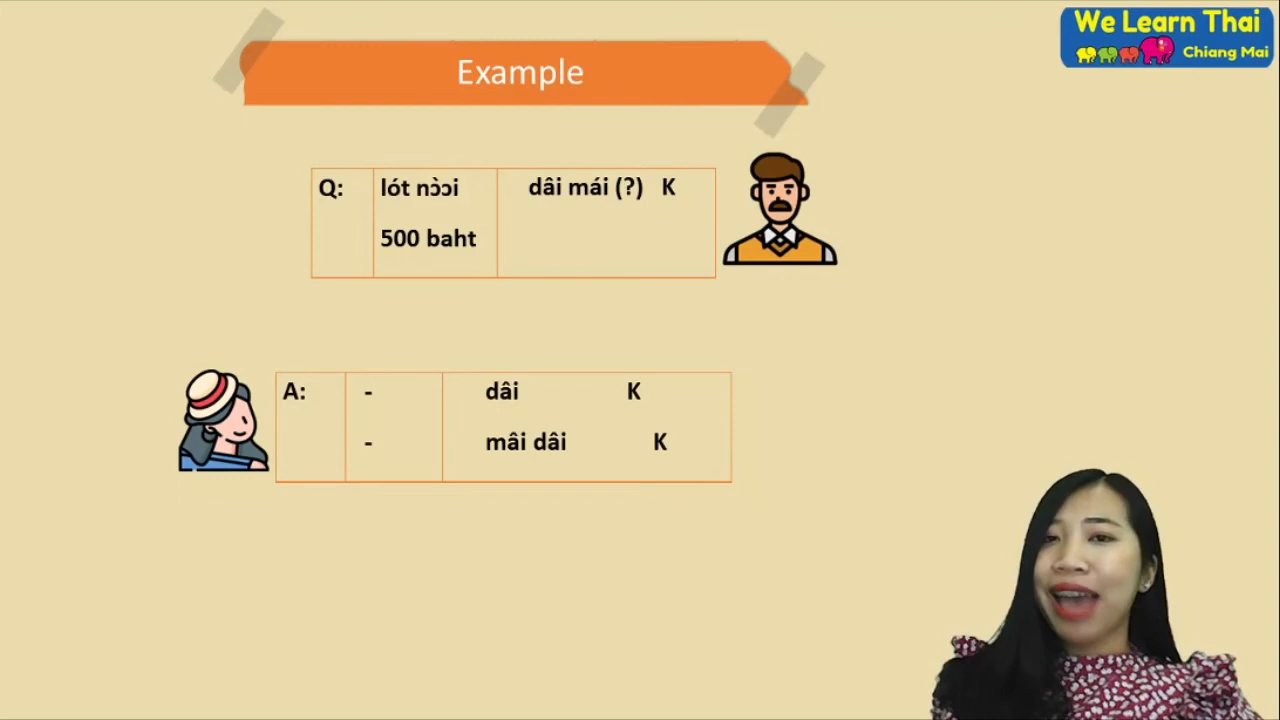 We Learn Thai
Chiang Mai
Example
Q: lót nɔ̀ɔi dâi mái (?) K
500 baht
A: - dâi K
- mâi dâi K